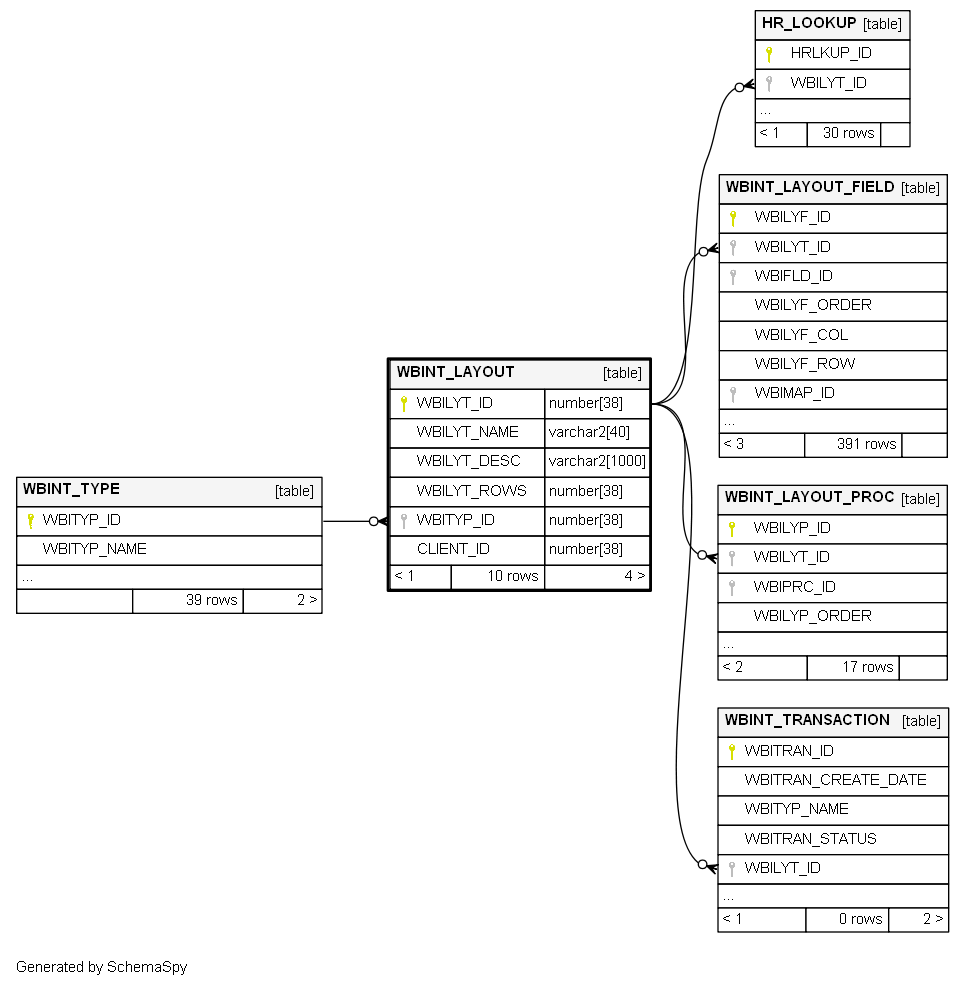 HR_LOOKUP [table]
HRLKUP_ID
WBILYT_ID
...
< 1 30 rows
WBINT_LAYOUT_FIELD [table]
WBILYF_ID
WBILYT_ID
WBIFLD_ID
WBILYF_ORDER
WBILYF_COL
WBILYF_ROW
WBIMAP_ID
...
< 3 391 rows
WBINT_LAYOUT [table]
WBILYT_ID number[38]
WBILYT_NAME varchar2[40]
WBILYT_DESC varchar2[1000]
WBILYT_ROWS number[38]
WBITYP_ID number[38]
CLIENT_ID number[38]
< 1 10 rows 4 >
WBINT_TYPE [table]
WBITYP_ID
WBITYP_NAME
...
39 rows 2 >
WBINT_LAYOUT_PROC [table]
WBILYP_ID
WBILYT_ID
WBIPRC_ID
WBILYP_ORDER
...
< 2 17 rows
WBINT_TRANSACTION [table]
WBITRAN_ID
WBITRAN_CREATE_DATE
WBITYP_NAME
WBITRAN_STATUS
WBILYT_ID
...
< 1 0 rows 2 >
Generated by SchemaSpy